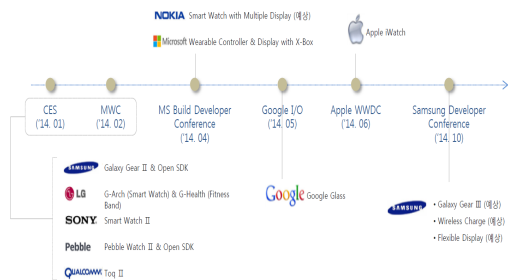 NOKIA Smart Watch with Multiple Display (예상)
Microsoft Wearable Controller & Display with X-Box
Apple iWatch
CES
('14. 01)
MWC
('14. 02)
MS Build Developer
Conference
('14. 04)
Google I/O
('14. 05)
Apple WWDC
('14. 06)
Samsung Developer
Conference
('14. 10)
SAMSUNG Galaxy Gear Ⅱ & Open SDK
LG G-Arch (Smart Watch) & G-Health (Fitness
Band)
SONY Smart Watch Ⅱ
Pebble Pebble Watch Ⅱ & Open SDK
QUALCOMM Toq Ⅱ
Google Google Glass
SAMSUNG
• Galaxy Gear Ⅲ (예상)
• Wireless Charge (예상)
• Flexible Display (예상)